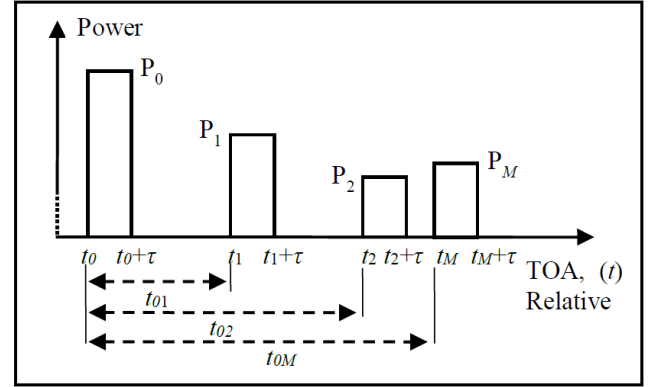 Power
P0
P1
P2
PM
t0 t0+τ t1 t1+τ t2 t2+τ tM tM+τ TOA, (t)
Relative
t01
t02
t0M